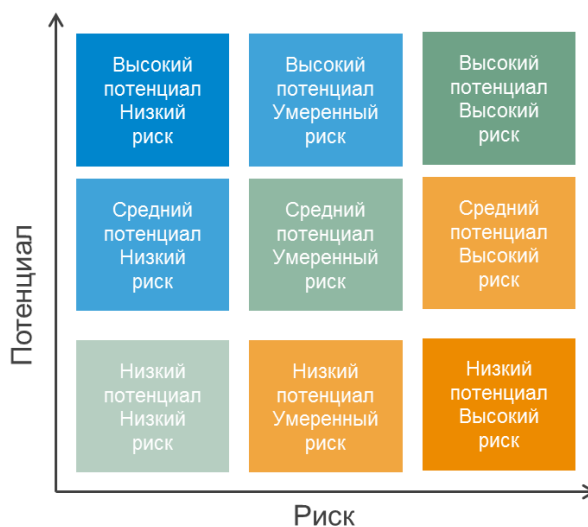 Потенциал
Высокий
потенциал
Низкий
риск
Высокий
потенциал
Умеренный
риск
Высокий
потенциал
Высокий
риск
Средний
потенциал
Низкий
риск
Средний
потенциал
Умеренный
риск
Средний
потенциал
Высокий
риск
Низкий
потенциал
Низкий
риск
Низкий
потенциал
Умеренный
риск
Низкий
потенциал
Высокий
риск
Риск